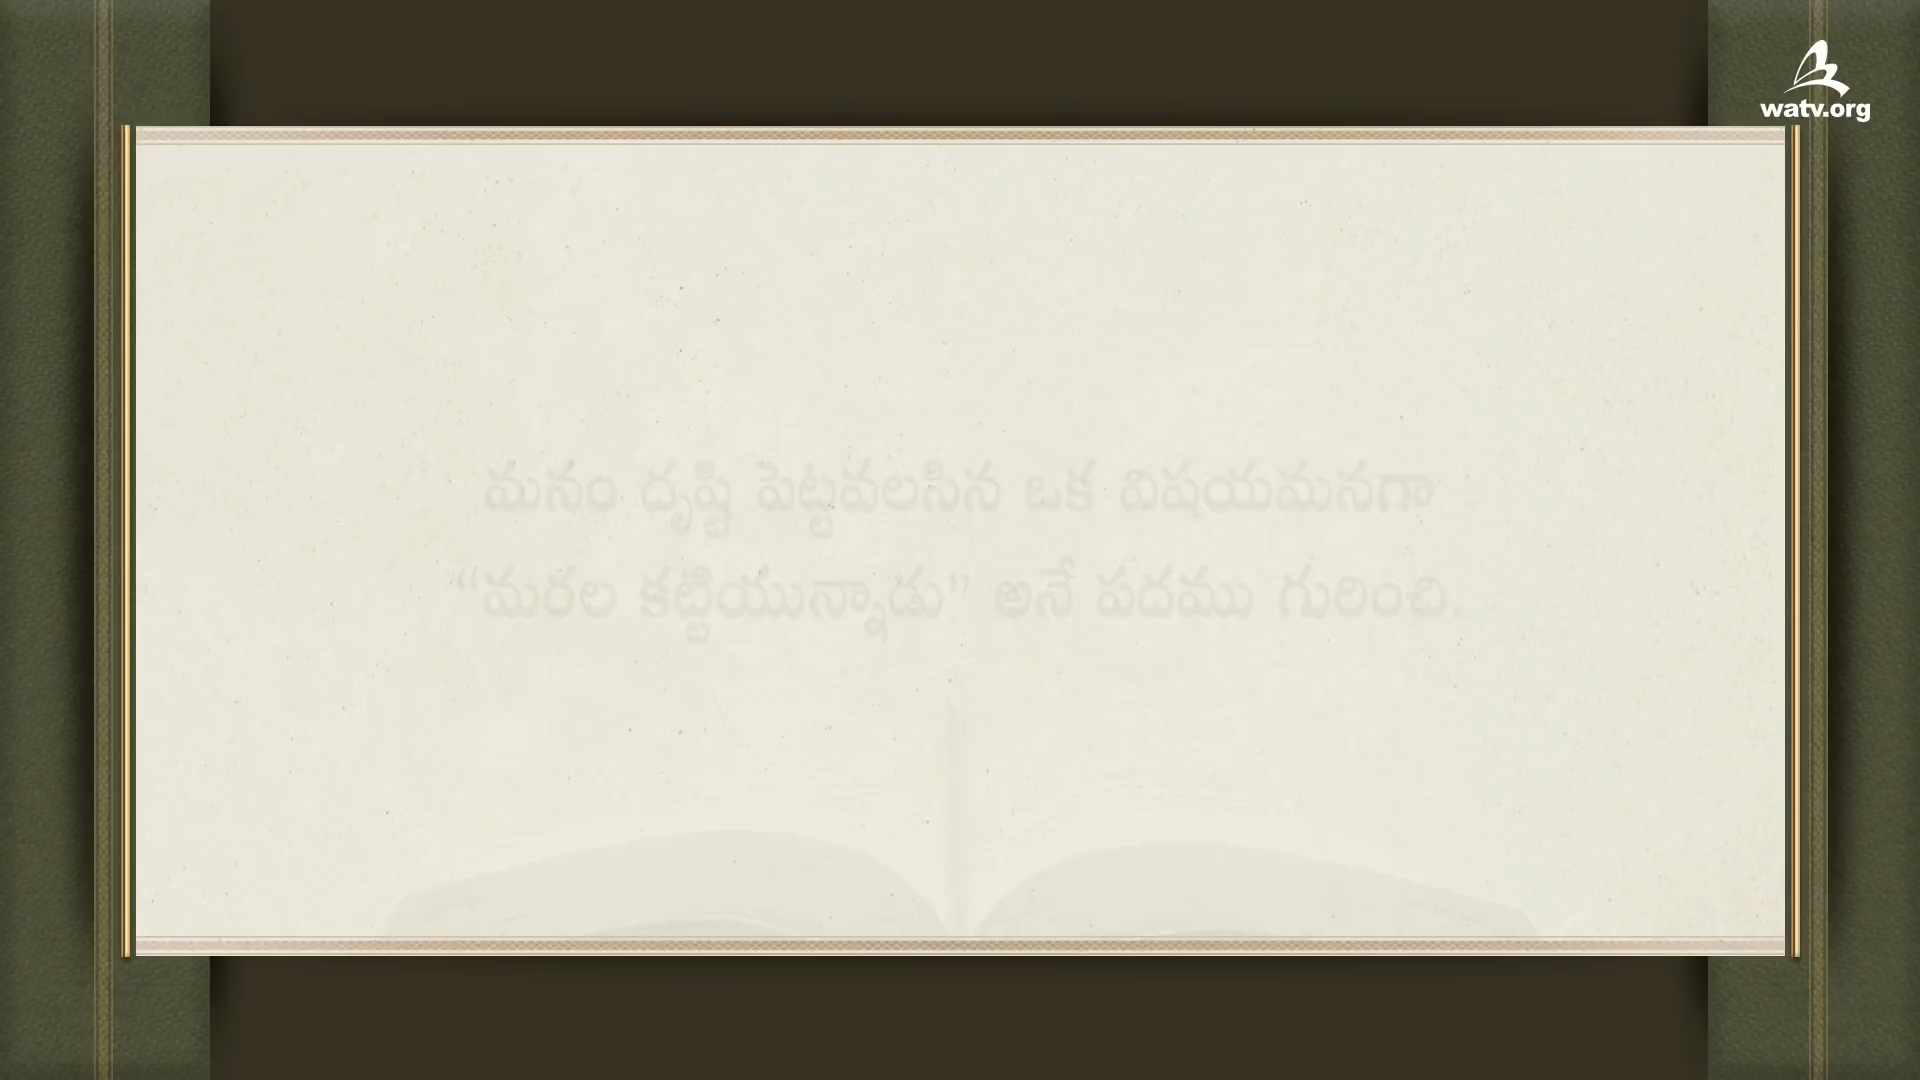 watv.org
మనం దృష్టి పెట్టవలసిన ఒక విషయమనగా
"మరల కట్టియున్నాడు" అనే పదము గురించి.